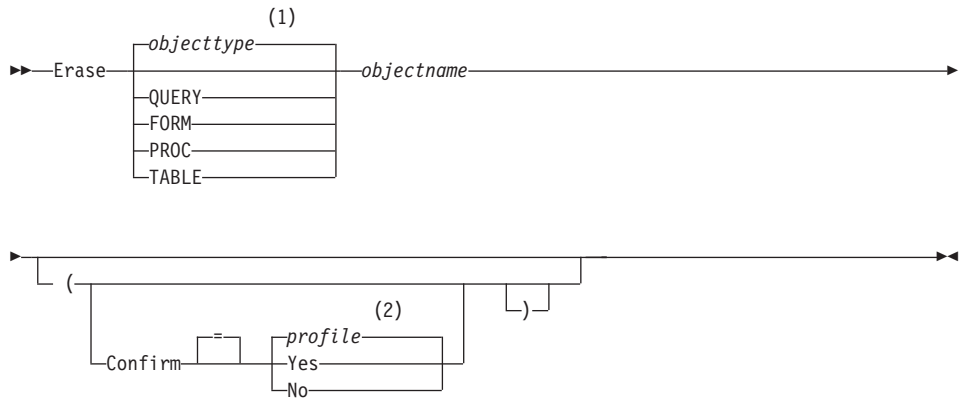 (1)
objecttype
Erase objectname
QUERY
FORM
PROC
TABLE
(
)
(2)
= profile
Confirm Yes
No